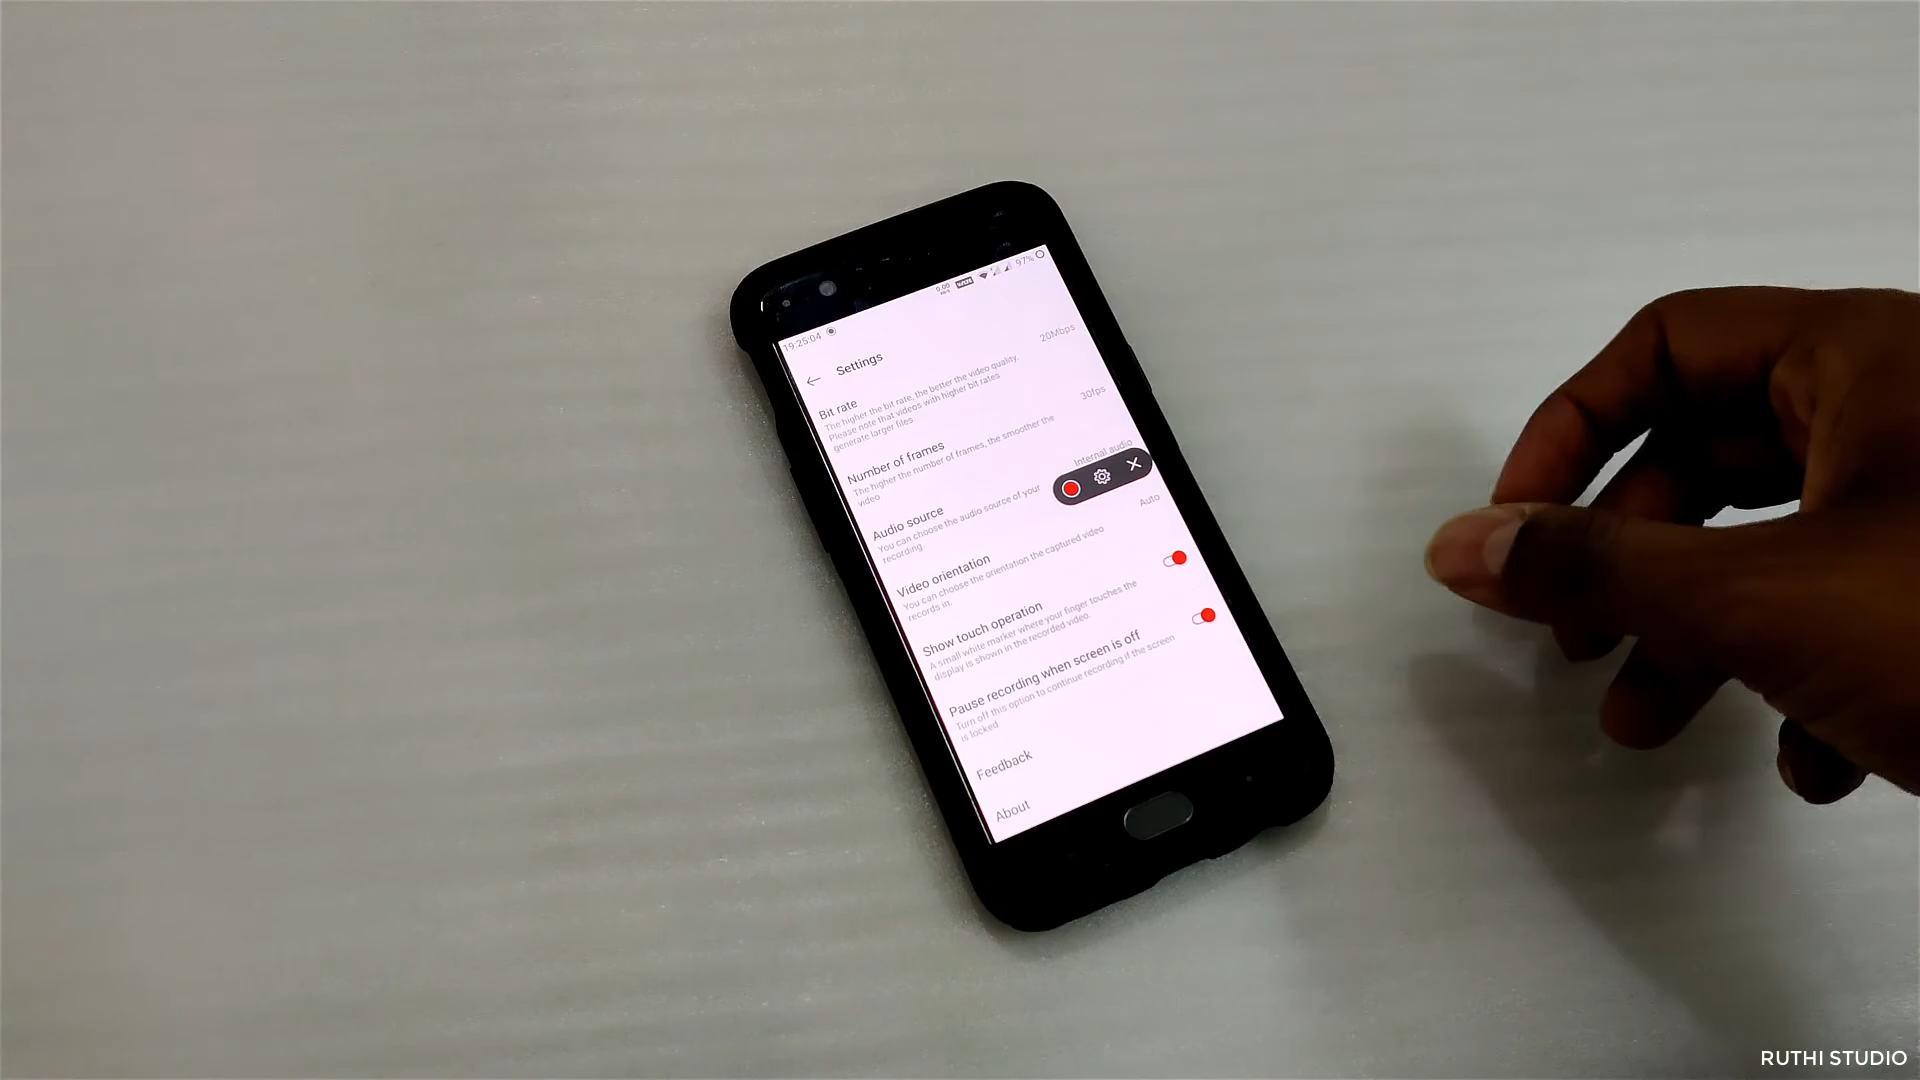 19:25:04
97%
Settings
Bit rate
20Mbps
The higher the bit rate, the better the video quality.
Please note that videos with higher bit rates
generate larger files.
Number of frames
30fps
The higher the number of frames, the smoother the
video
Audio source
Internal audio
You can choose the audio source of your
recording.
Video orientation
Auto
You can choose the orientation the captured video
records in.
Show touch operation
A small white marker where your finger touches the
display is shown in the recorded video.
Pause recording when screen is off
Turn off this option to continue recording if the screen
is locked
Feedback
About
RUTHI STUDIO